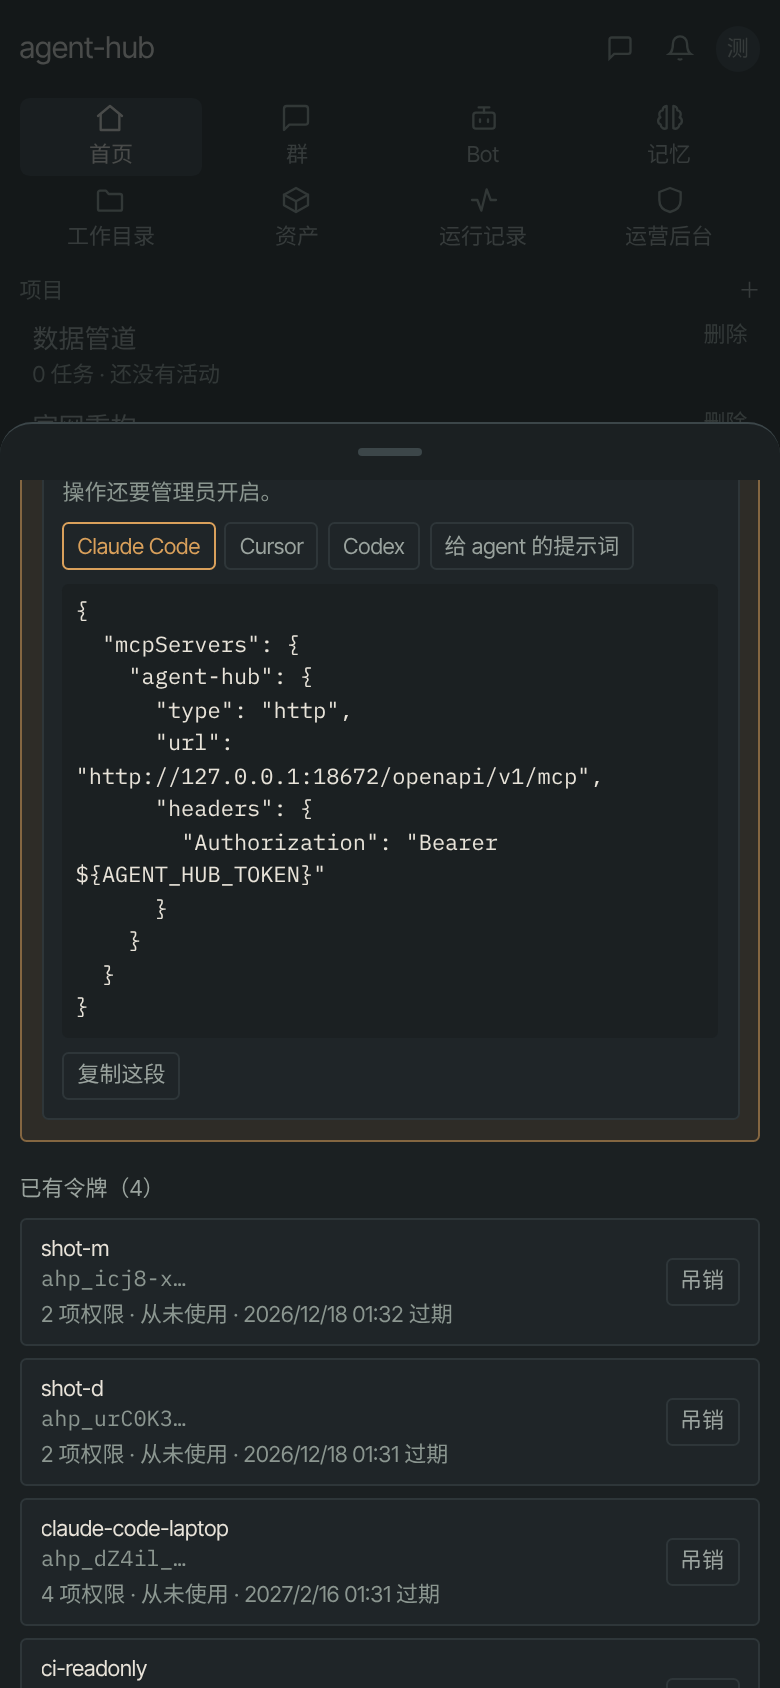 agent-hub
测
首页
群
Bot
记忆
工作目录
资产
运行记录
运营后台
项目
数据管道
删除
0 任务 · 还没有活动
官网重构
删除
操作还要管理员开启。
Claude Code
Cursor
Codex
给 agent 的提示词
{
  "mcpServers": {
    "agent-hub": {
      "type": "http",
      "url":
"http://127.0.0.1:18672/openapi/v1/mcp",
      "headers": {
        "Authorization": "Bearer
${AGENT_HUB_TOKEN}"
      }
    }
  }
}
复制这段
已有令牌（4）
shot-m
ahp_icj8-x…
2 项权限 · 从未使用 · 2026/12/18 01:32 过期
吊销
shot-d
ahp_urC0K3…
2 项权限 · 从未使用 · 2026/12/18 01:31 过期
吊销
claude-code-laptop
ahp_dZ4il_…
4 项权限 · 从未使用 · 2027/2/16 01:31 过期
吊销
ci-readonly